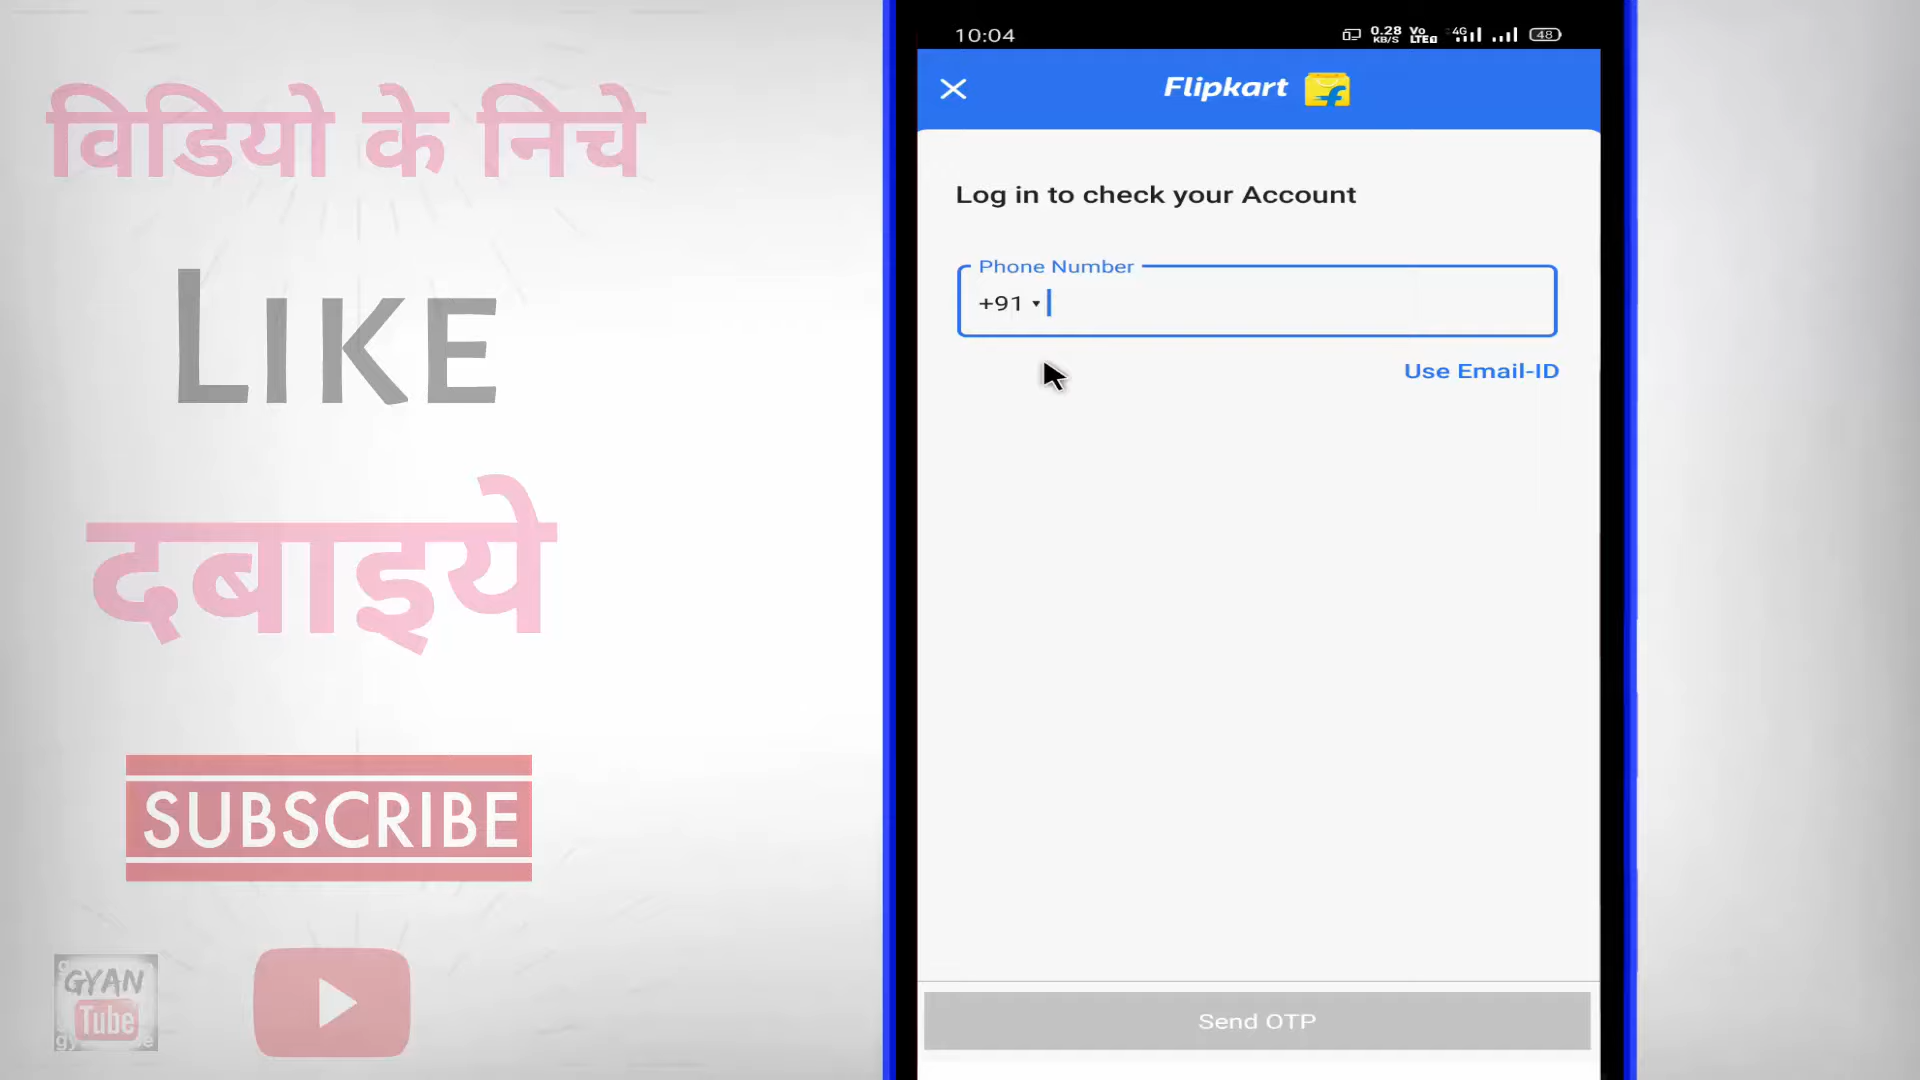 विडियो के निचे
LIKE
दबाइये
SUBSCRIBE
GYAN
Tube
10:04
0.28
KB/S
Vo
LTE
4G
48
Flipkart
Log in to check your Account
Phone Number
+91
Use Email-ID
Send OTP